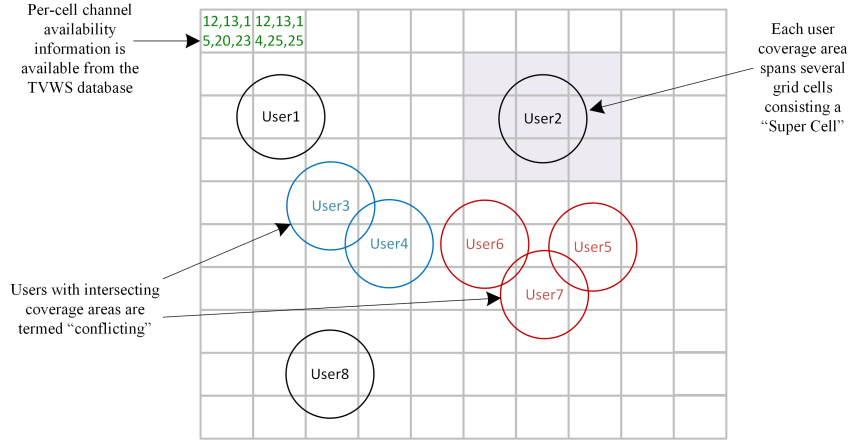 Per-cell channel
availability
information is
available from the
TVWS database
12,13,1
5,20,23
12,13,1
4,25,25
Each user
coverage area
spans several
grid cells
consisting a
“Super Cell”
User1
User2
User3
User4
User6
User5
User7
Users with intersecting
coverage areas are
termed “conflicting”
User8